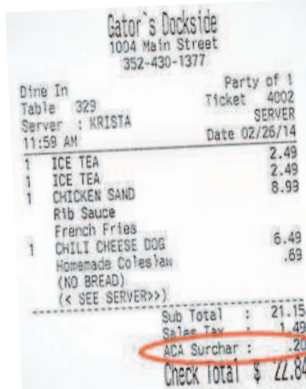 Gator`s Dockside
1004 Main Street
352-430-1377
Dine In Party of 1
Table 329 Ticket 4002
Server : KRISTA SERVER
11:59 AM Date 02/26/14
1 ICE TEA 2.49
1 ICE TEA 2.49
1 CHICKEN SAND 8.99
Rib Sauce
French Fries
1 CHILI CHEESE DOG 6.49
Homemade Coleslaw .69
(NO BREAD)
(< SEE SERVER>>)
Sub Total : 21.15
Sales Tax : 1.49
ACA Surchar : .20
Check Total $ 22.84